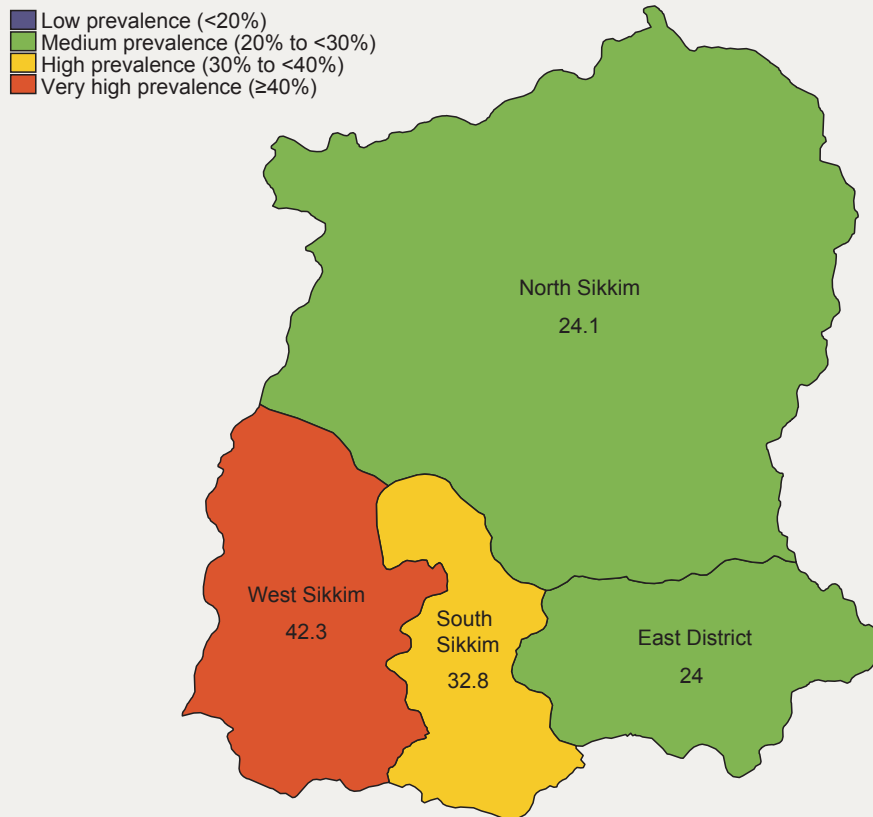 Low prevalence (<20%)
Medium prevalence (20% to <30%)
High prevalence (30% to <40%)
Very high prevalence (≥40%)
North Sikkim
24.1
West Sikkim
42.3
South
Sikkim
32.8
East District
24